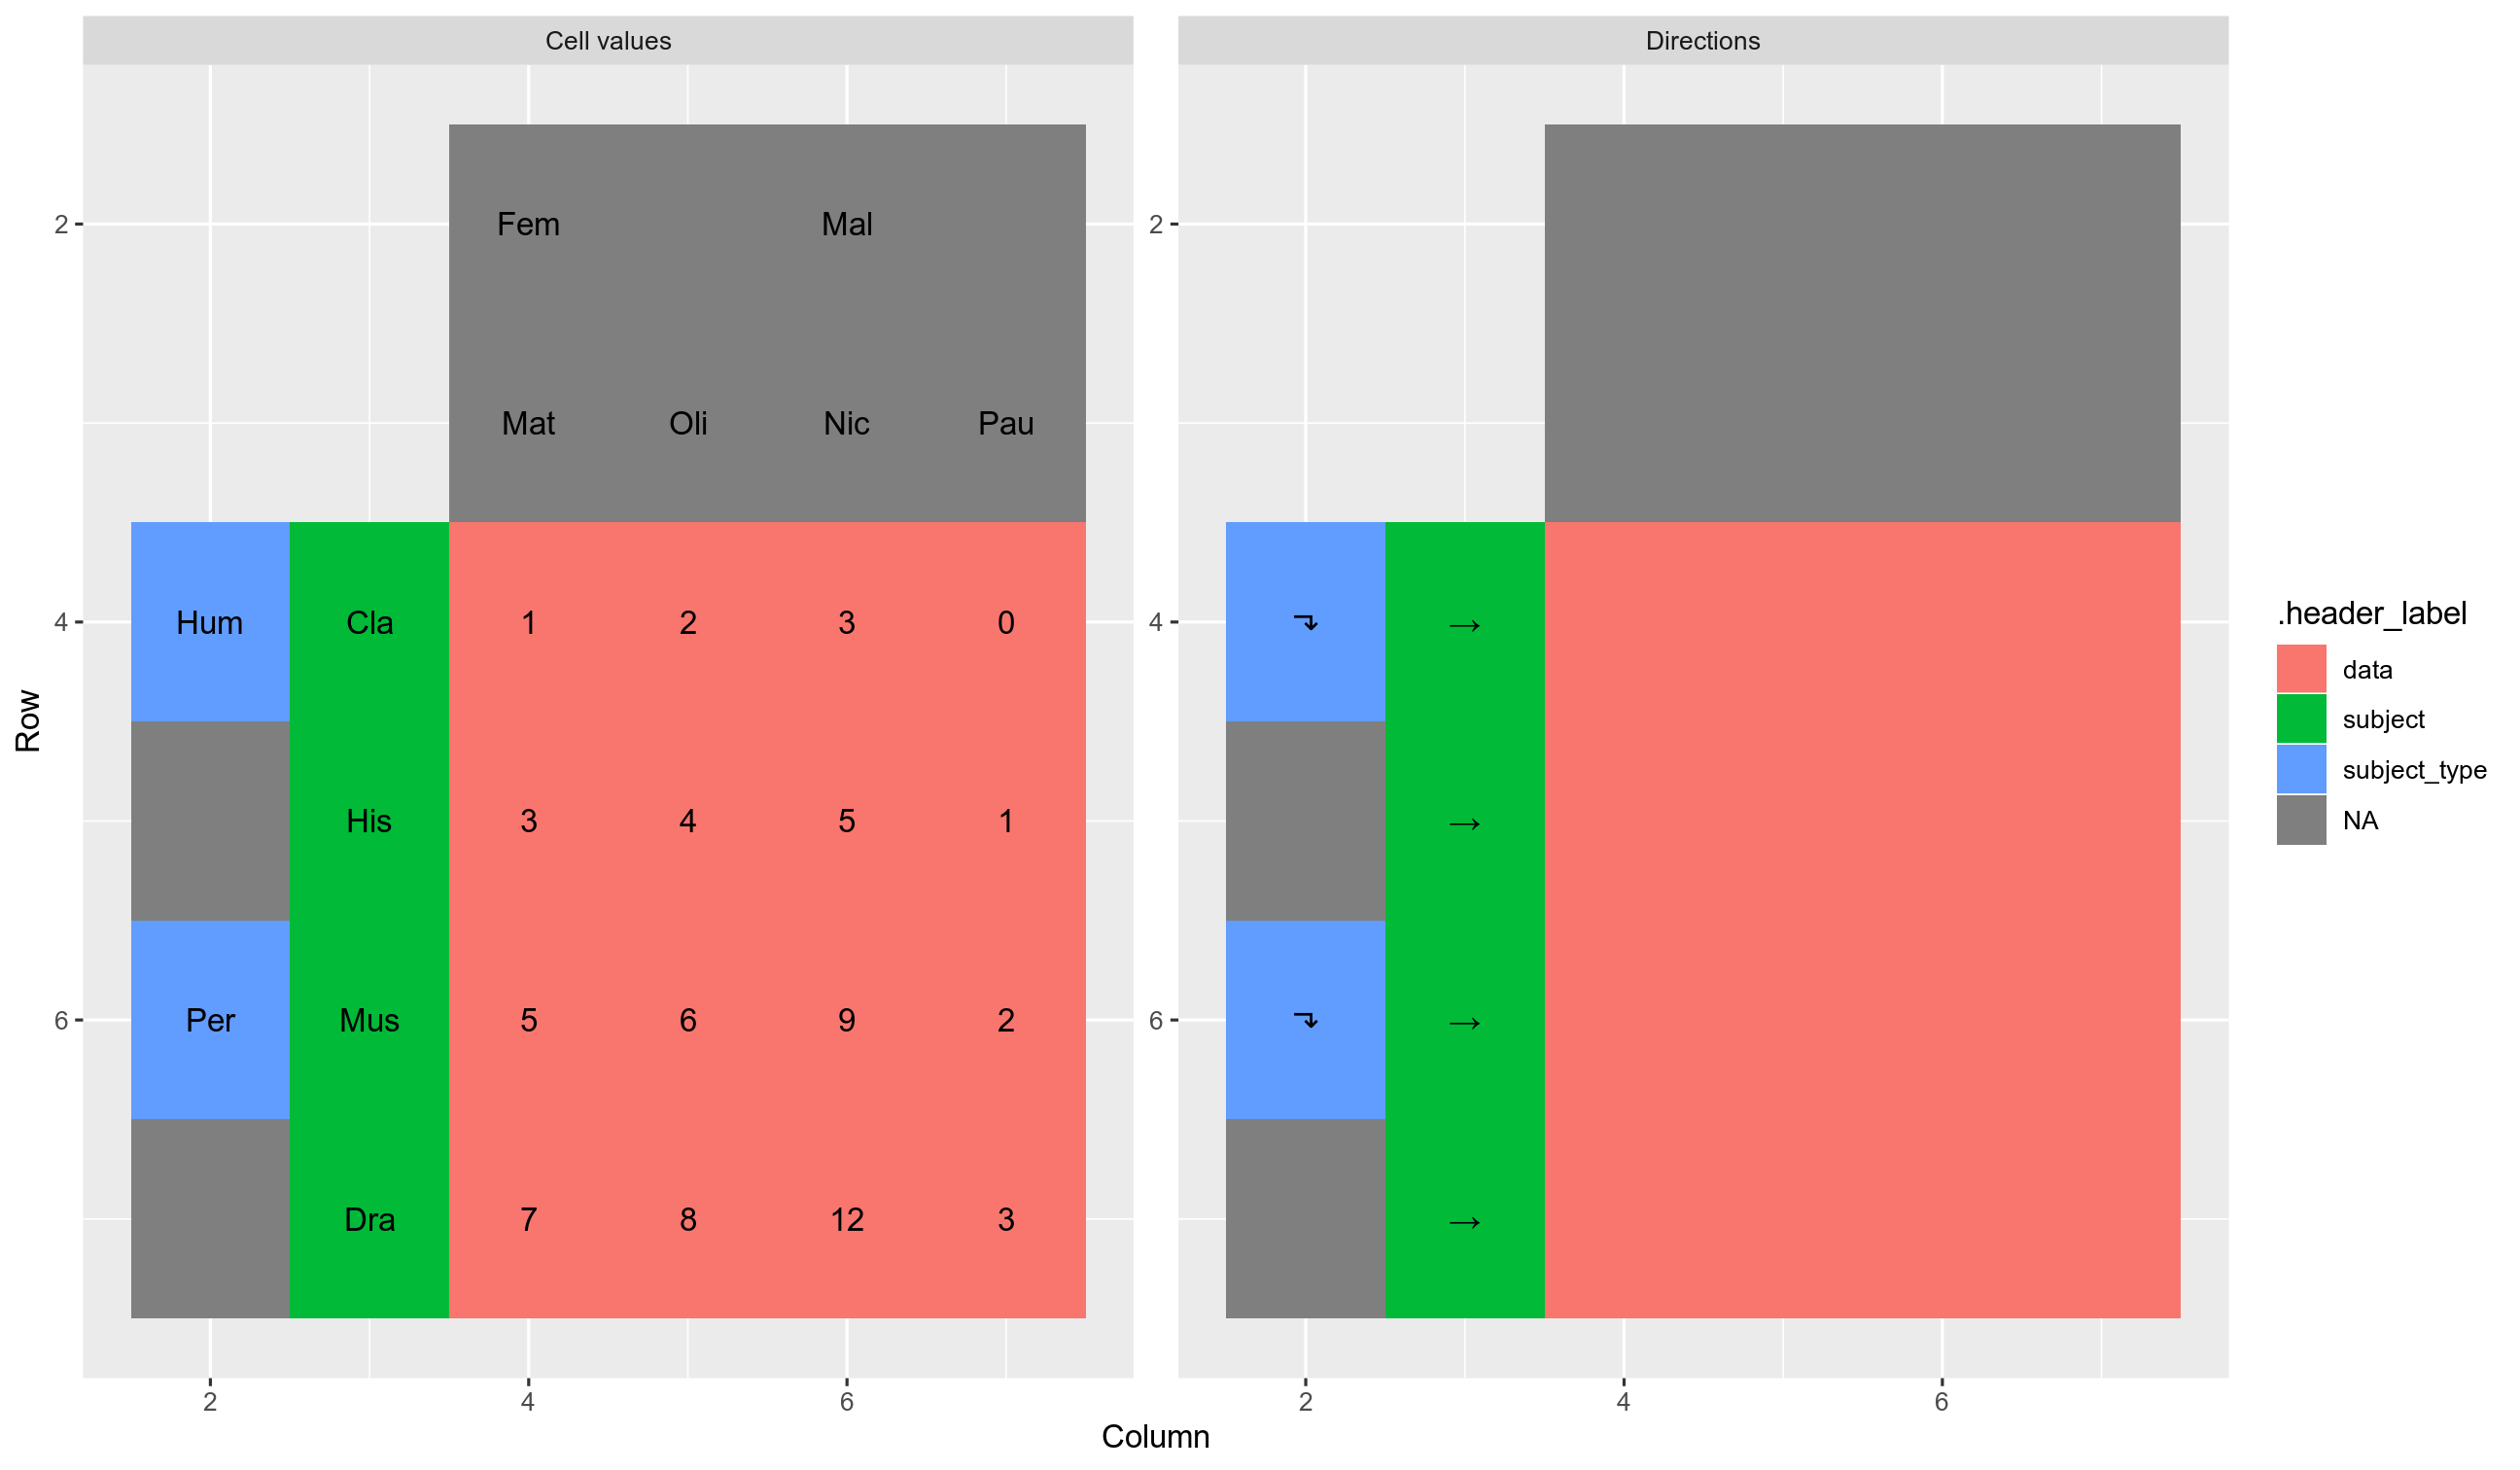 Cell values
Directions
2
Fem Mal
Mat Oli Nic Pau
4
Hum Cla 1 2 3 0
His 3 4 5 1
6
Per Mus 5 6 9 2
Dra 7 8 12 3
2 4 6
Row
2
4
↴ →
→
6
↴ →
→
2 4 6
Column
.header_label
data
subject
subject_type
NA